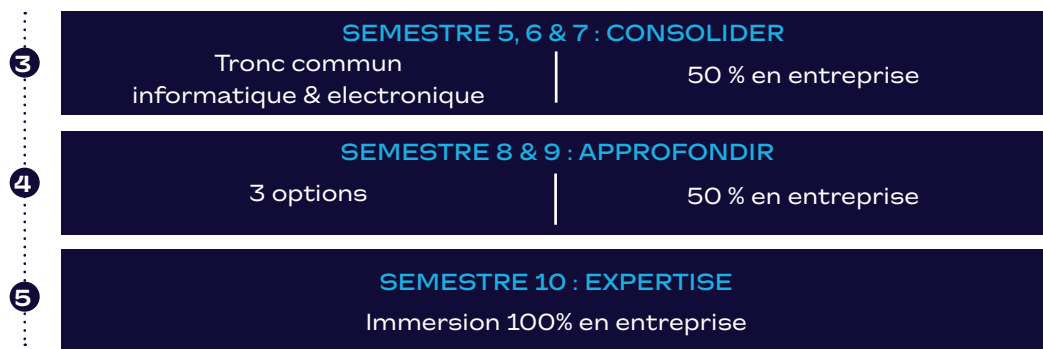 3
SEMESTRE 5, 6 & 7 : CONSOLIDER
Tronc commun
informatique & electronique
50 % en entreprise
4
SEMESTRE 8 & 9 : APPROFONDIR
3 options
50 % en entreprise
5
SEMESTRE 10 : EXPERTISE
Immersion 100% en entreprise